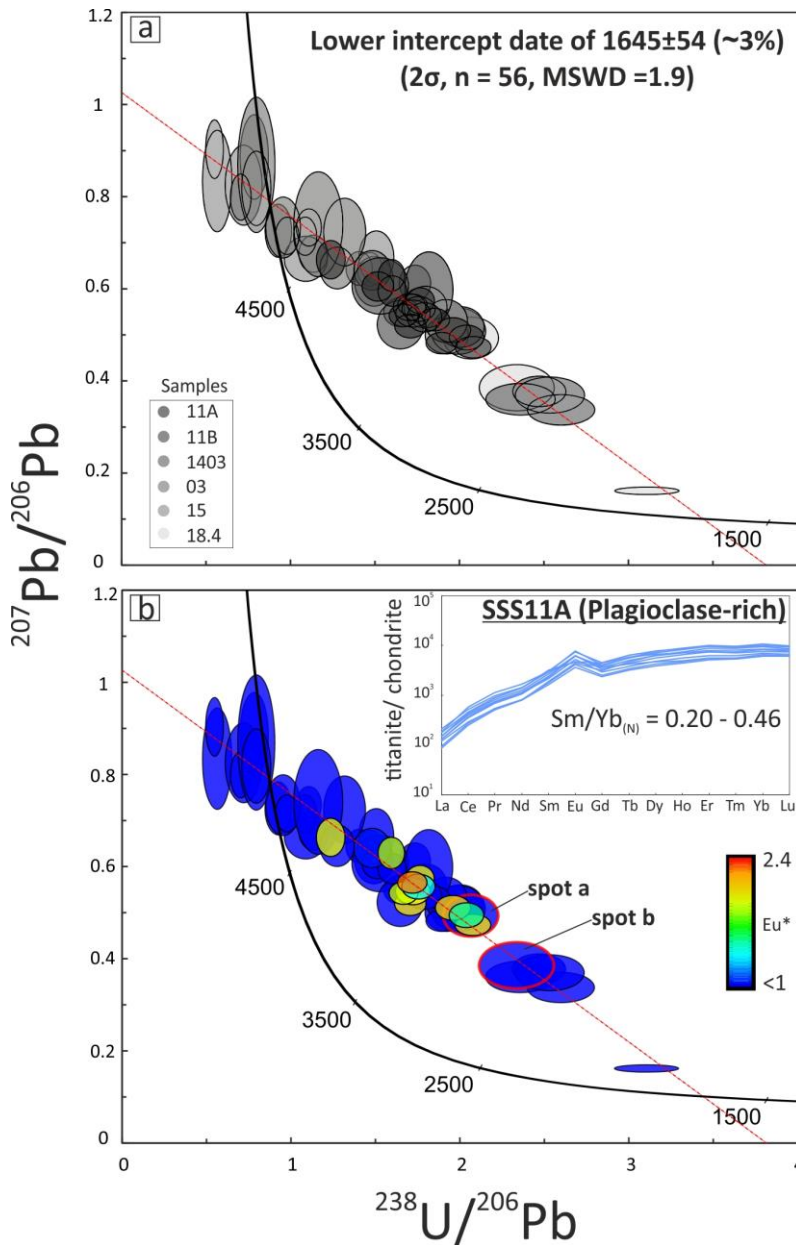 a
Lower intercept date of 1645±54 (~3%)
(2σ, n = 56, MSWD =1.9)
1.2
1
0.8
0.6
0.4
0.2
0
4500
3500
2500
1500
Samples
11A
11B
1403
03
15
18.4
0
1
2
3
4
²⁰⁷Pb/²⁰⁶Pb
b
1.2
1
0.8
0.6
0.4
0.2
0
4500
3500
2500
1500
SSS11A (Plagioclase-rich)
titanite/ chondrite
10⁵
10⁴
10³
10²
10¹
Sm/Yb(N) = 0.20 - 0.46
La Ce Pr Nd Sm Eu Gd Tb Dy Ho Er Tm Yb Lu
spot a
spot b
2.4
Eu*
<1
0 1 2 3 4
²³⁸U/²⁰⁶Pb